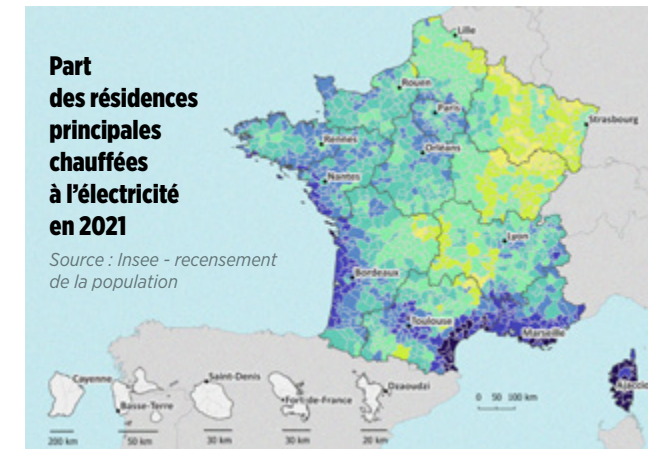 Part
des résidences
principales
chauffées
à l'électricité
en 2021
Source : Insee - recensement
de la population
Lille
Rouen
Paris
Strasbourg
Rennes
Orléans
Nantes
Lyon
Bordeaux
Toulouse
Marseille
Ajaccio
Cayenne
Basse-Terre
Saint-Denis
Fort-de-France
Dzaoudzi
0 50 100 km
200 km
50 km
30 km
30 km
20 km